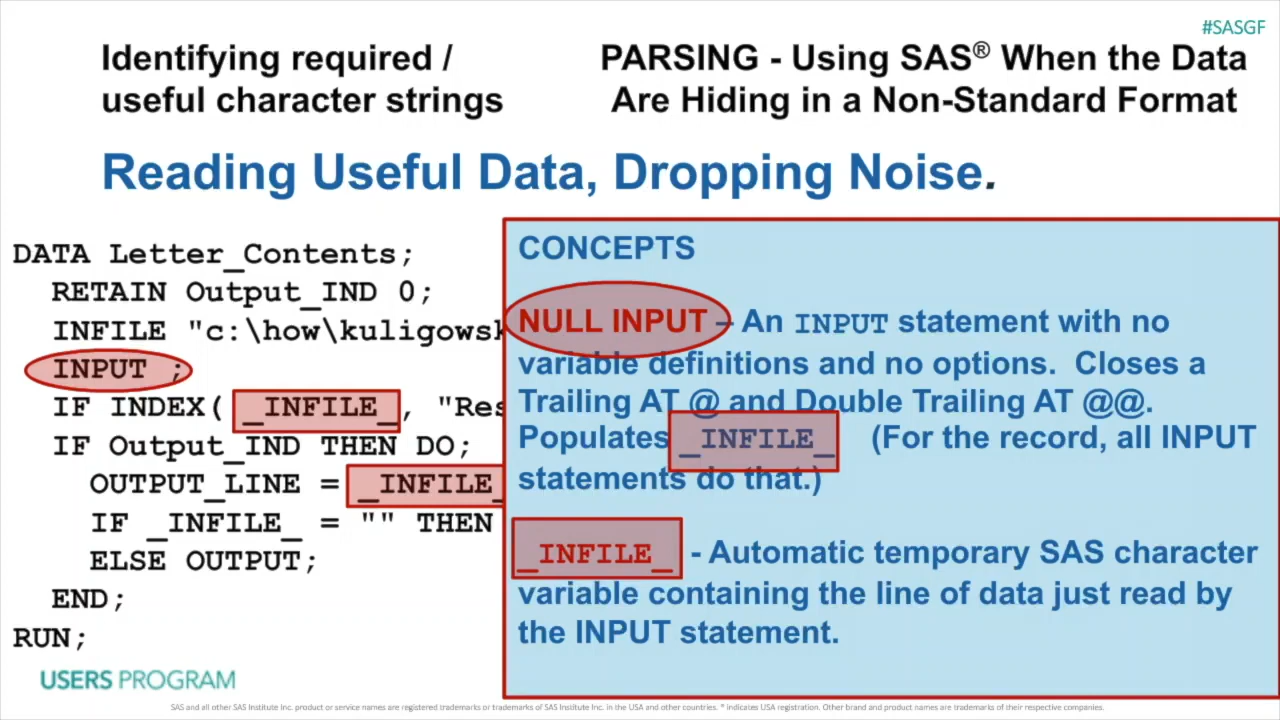 #SASGF
Identifying required /
useful character strings
PARSING - Using SAS® When the Data
Are Hiding in a Non-Standard Format
Reading Useful Data, Dropping Noise.
DATA Letter_Contents;
RETAIN Output_IND 0;
INFILE "c:\how\kuligowsk
INPUT ;
IF INDEX( _INFILE_, "Res
IF Output_IND THEN DO;
OUTPUT_LINE = _INFILE_
IF _INFILE_ = "" THEN
ELSE OUTPUT;
END;
RUN;
CONCEPTS
NULL INPUT – An INPUT statement with no
variable definitions and no options. Closes a
Trailing AT @ and Double Trailing AT @@.
Populates _INFILE_ (For the record, all INPUT
statements do that.)
_INFILE_ - Automatic temporary SAS character
variable containing the line of data just read by
the INPUT statement.
USERS PROGRAM
SAS and all other SAS Institute Inc. product or service names are registered trademarks or trademarks of SAS Institute Inc. in the USA and other countries. ® indicates USA registration. Other brand and product names are trademarks of their respective companies.